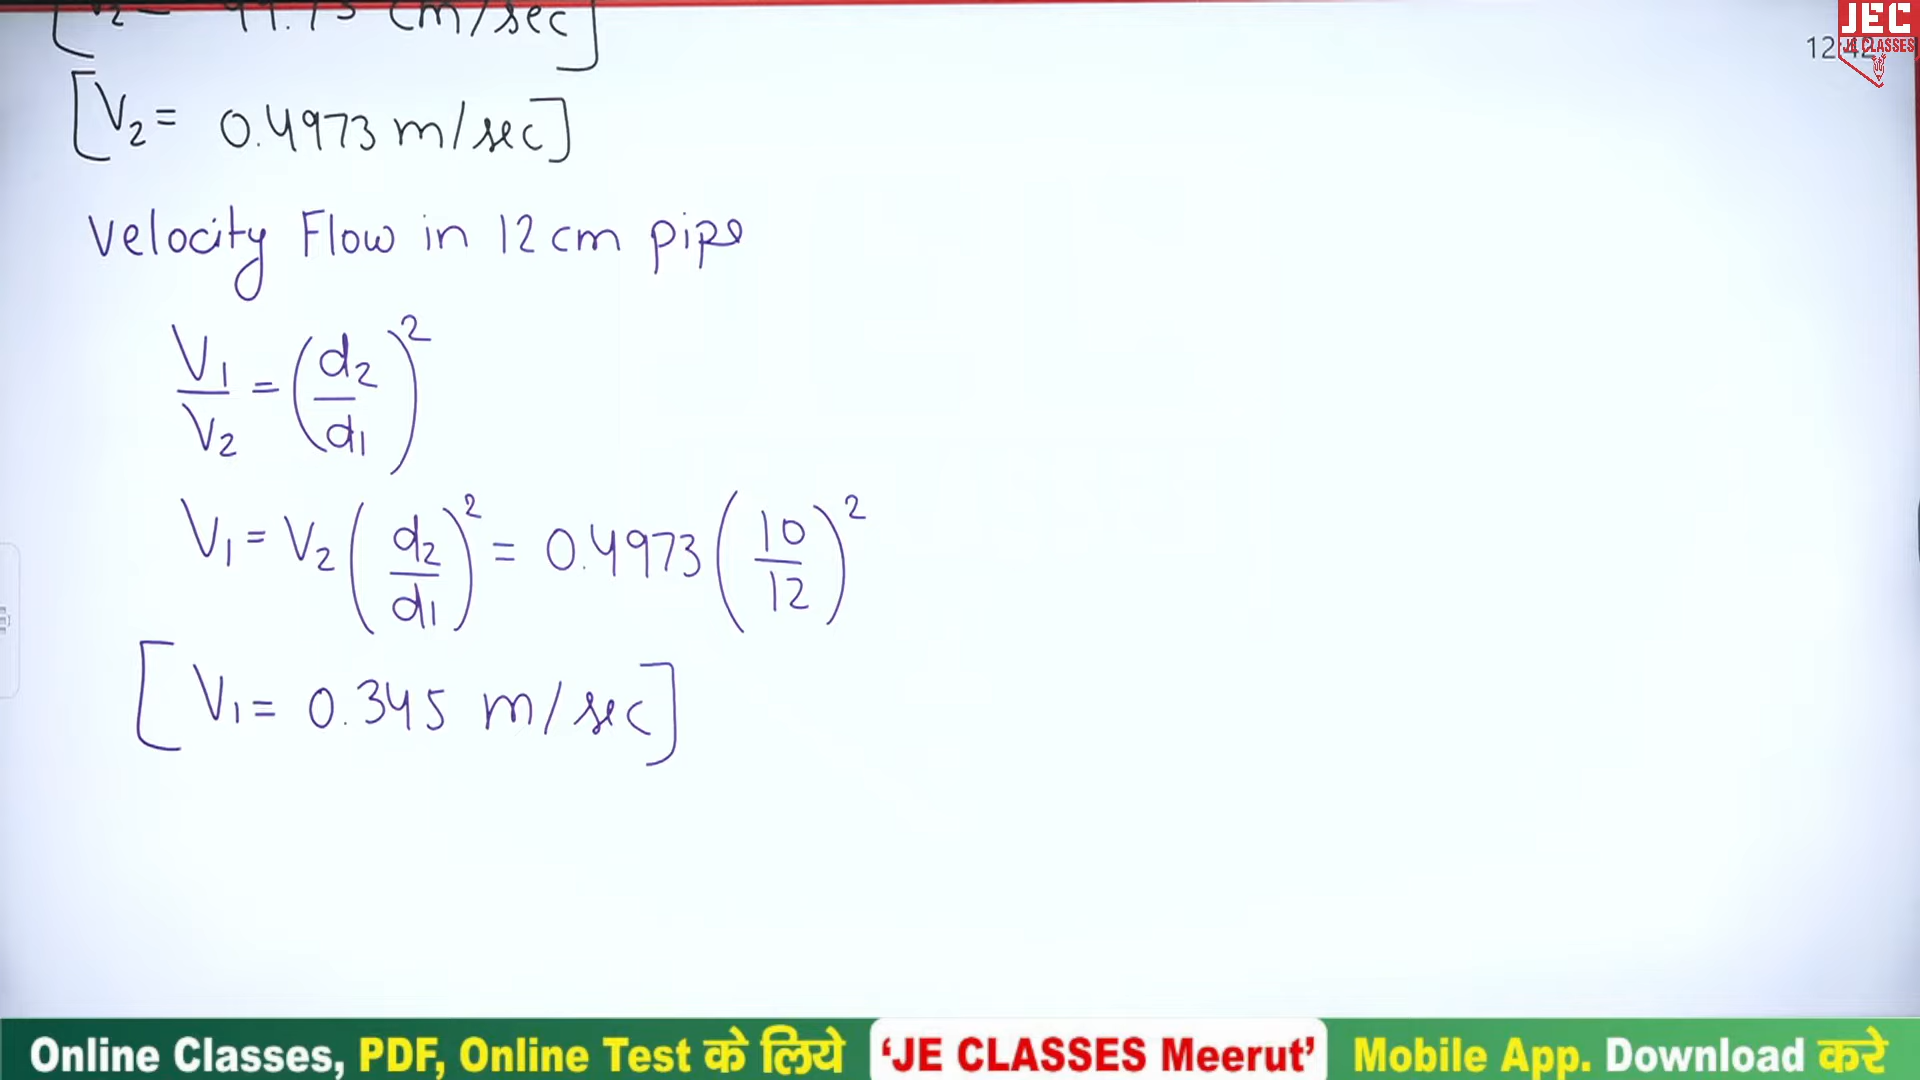 cm/sec]
[V₂ = 0.4973 m/sec]
Velocity Flow in 12 cm pipe
V₁/V₂ = (d₂/d₁)²
V₁ = V₂ (d₂/d₁)² = 0.4973 (10/12)²
[V₁ = 0.345 m/sec]
JEC
JE CLASSES
Online Classes, PDF, Online Test के लिये 'JE CLASSES Meerut' Mobile App. Download करे